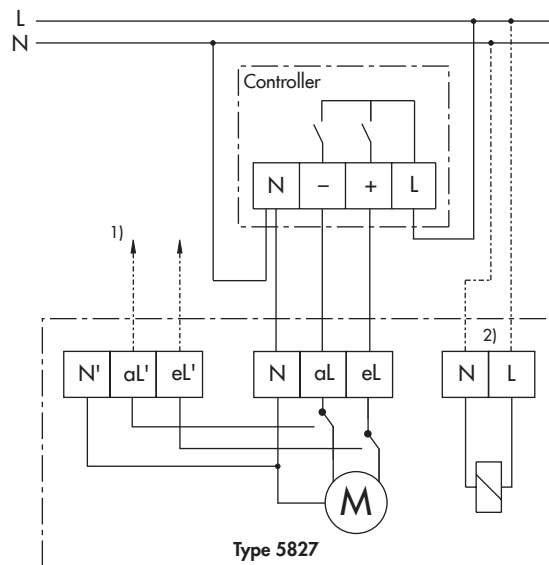 L
N
Controller
N – + L
1)
2)
N' aL' eL' N aL eL N L
M
Type 5827